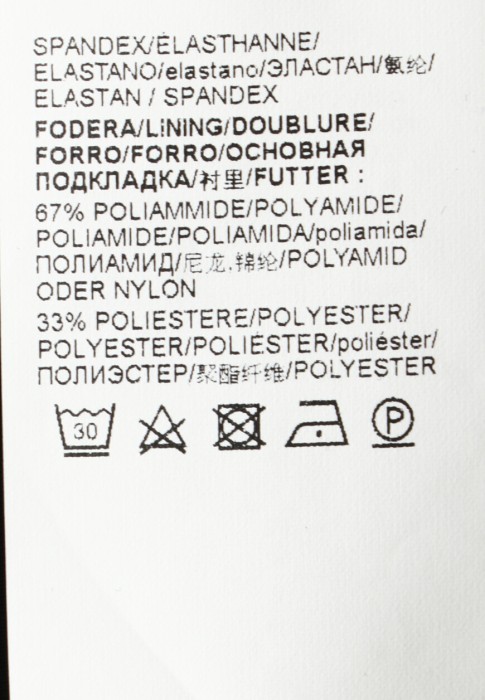 SPANDEX/ÉLASTHANNE/
ELASTANO/elastano/ЭЛАСТАН/氨纶/
ELASTAN / SPANDEX
FODERA/LINING/DOUBLURE/
FORRO/FORRO/ОСНОВНАЯ
ПОДКЛАДКА/衬里/FUTTER :
67% POLIAMMIDE/POLYAMIDE/
POLIAMIDE/POLIAMIDA/poliamida/
ПОЛИАМИД/尼龙,锦纶/POLYAMID
ODER NYLON
33% POLIESTERE/POLYESTER/
POLYESTER/POLIÉSTER/poliéster/
ПОЛИЭСТЕР/聚酯纤维/POLYESTER
30 P